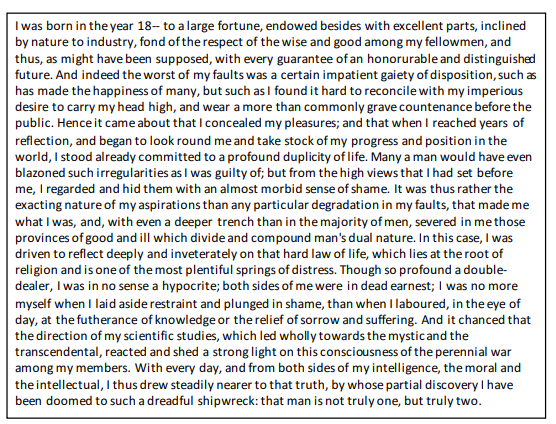 I was born in the year 18-- to a large fortune, endowed besides with excellent parts, inclined
by nature to industry, fond of the respect of the wise and good among my fellowmen, and
thus, as might have been supposed, with every guarantee of an honorurable and distinguished
future. And indeed the worst of my faults was a certain impatient gaiety of disposition, such as
has made the happiness of many, but such as I found it hard to reconcile with my imperious
desire to carry my head high, and wear a more than commonly grave countenance before the
public. Hence it came about that I concealed my pleasures; and that when I reached years of
reflection, and began to look round me and take stock of my progress and position in the
world, I stood already committed to a profound duplicity of life. Many a man would have even
blazoned such irregularities as I was guilty of; but from the high views that I had set before
me, I regarded and hid them with an almost morbid sense of shame. It was thus rather the
exacting nature of my aspirations than any particular degradation in my faults, that made me
what I was, and, with even a deeper trench than in the majority of men, severed in me those
provinces of good and ill which divide and compound man's dual nature. In this case, I was
driven to reflect deeply and inveterately on that hard law of life, which lies at the root of
religion and is one of the most plentiful springs of distress. Though so profound a double-
dealer, I was in no sense a hypocrite; both sides of me were in dead earnest; I was no more
myself when I laid aside restraint and plunged in shame, than when I laboured, in the eye of
day, at the futherance of knowledge or the relief of sorrow and suffering. And it chanced that
the direction of my scientific studies, which led wholly towards the mystic and the
transcendental, reacted and shed a strong light on this consciousness of the perennial war
among my members. With every day, and from both sides of my intelligence, the moral and
the intellectual, I thus drew steadily nearer to that truth, by whose partial discovery I have
been doomed to such a dreadful shipwreck: that man is not truly one, but truly two.